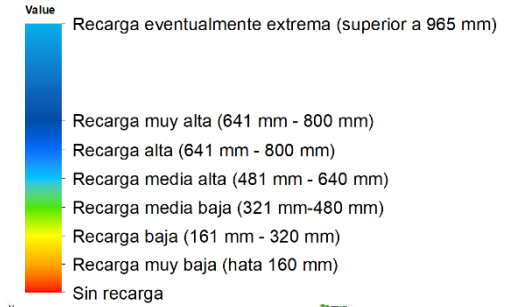 Value
Recarga eventualmente extrema (superior a 965 mm)
Recarga muy alta (641 mm - 800 mm)
Recarga alta (641 mm - 800 mm)
Recarga media alta (481 mm - 640 mm)
Recarga media baja (321 mm-480 mm)
Recarga baja (161 mm - 320 mm)
Recarga muy baja (hata 160 mm)
Sin recarga